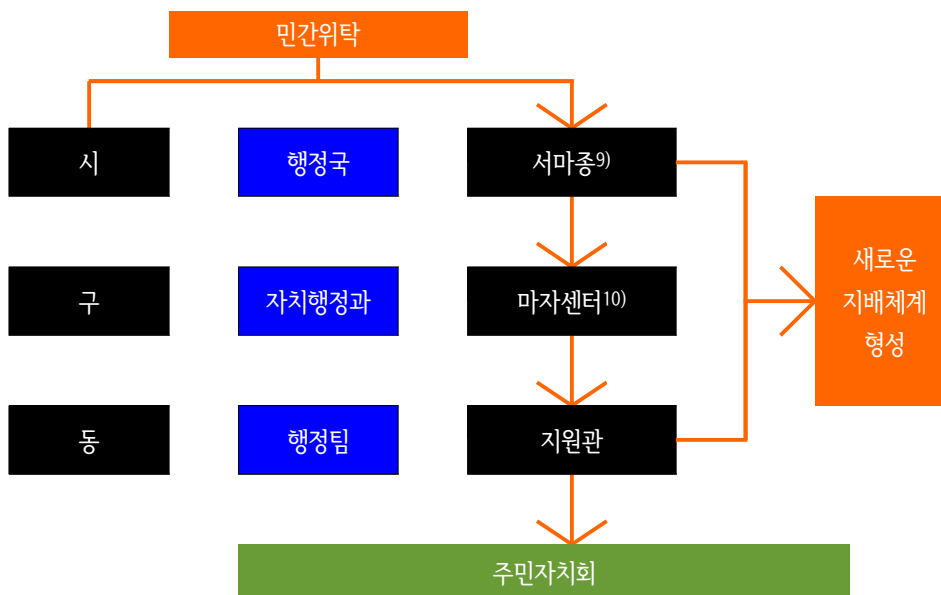 민간위탁
시
행정국
서마종9)
구
자치행정과
마자센터10)
새로운
지배체계
형성
동
행정팀
지원관
주민자치회